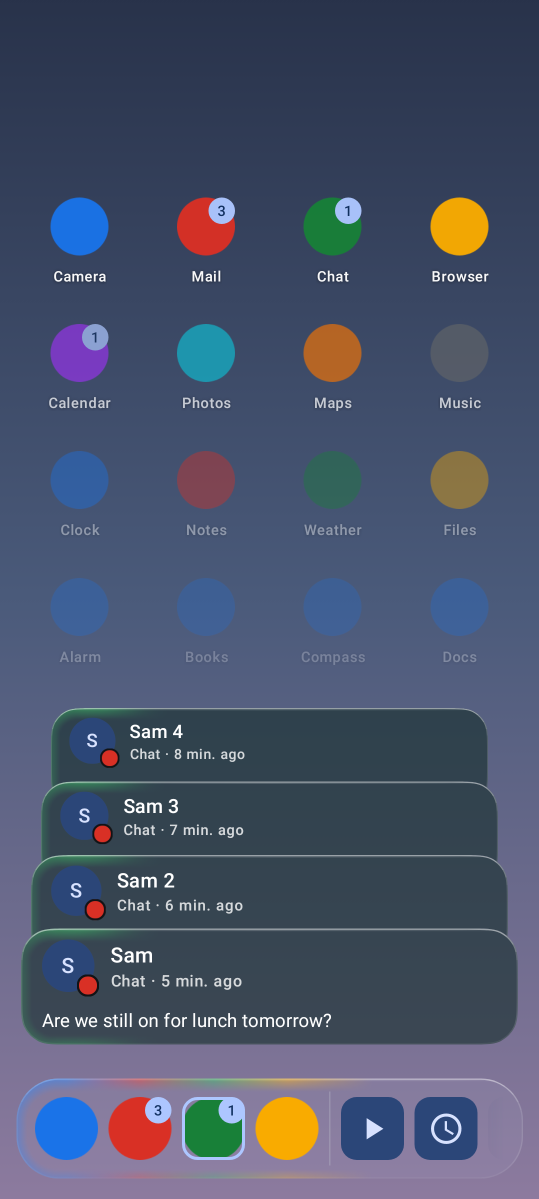 3
1
Camera
Mail
Chat
Browser
1
Calendar
Photos
Maps
Music
Clock
Notes
Weather
Files
Alarm
Books
Compass
Docs
S
Sam 4
Chat · 8 min. ago
S
Sam 3
Chat · 7 min. ago
S
Sam 2
Chat · 6 min. ago
S
Sam
Chat · 5 min. ago
Are we still on for lunch tomorrow?
3
1